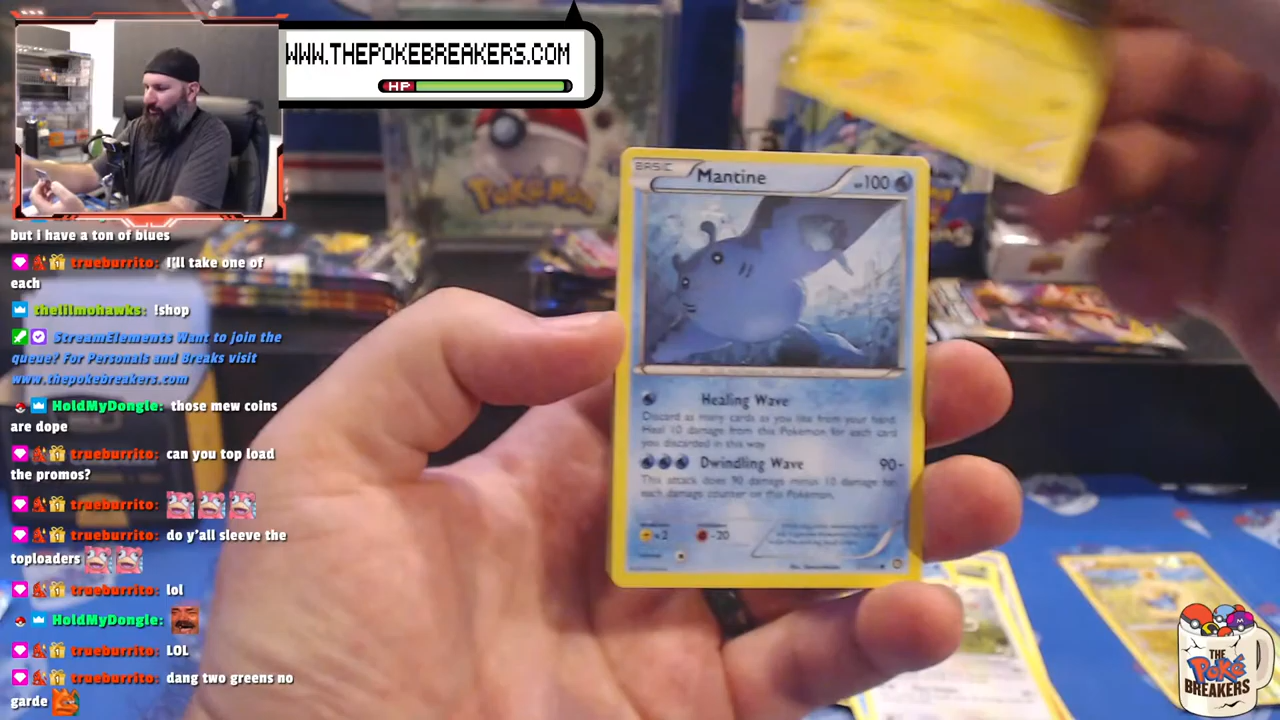 WWW.THEPOKEBREAKERS.COM
HP
but i have a ton of blues
trueburrito: I'll take one of
each
thelilmohawks: !shop
StreamElements Want to join the
queue? For Personals and Breaks visit
www.thepokebreakers.com
HoldMyDongle: those mew coins
are dope
trueburrito: can you top load
the promos?
trueburrito:
trueburrito: do y'all sleeve the
toploaders
trueburrito: lol
HoldMyDongle:
trueburrito: LOL
trueburrito: dang two greens no
garde
POKéMON
BASIC Mantine HP100
Healing Wave
Discard as many cards as you like from your hand.
Heal 10 damage from this Pokémon for each card
you discarded in this way.
Dwindling Wave 90-
This attack does 90 damage minus 10 damage for
each damage counter on this Pokémon.
×2 -20
THE
Poké
BREAKERS